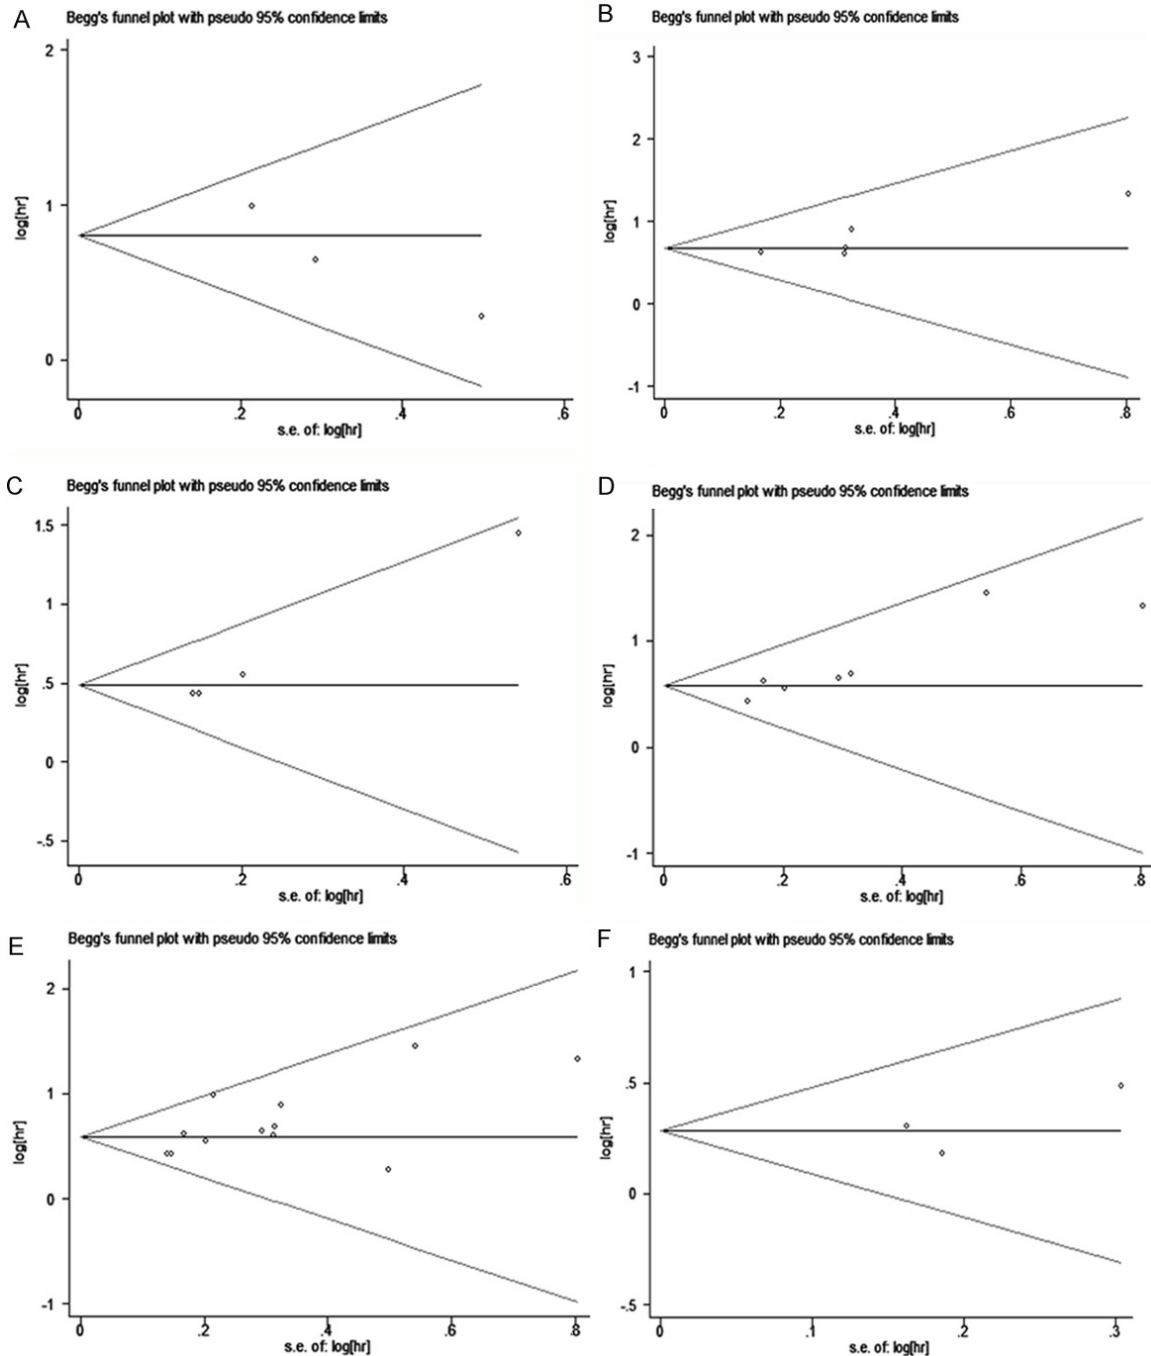 A
Begg's funnel plot with pseudo 95% confidence limits
2
1
0
log[hr]
0 .2 .4 .6
s.e. of: log[hr]
B
Begg's funnel plot with pseudo 95% confidence limits
3
2
1
0
-1
log[hr]
0 .2 .4 .6 .8
s.e. of: log[hr]
C
Begg's funnel plot with pseudo 95% confidence limits
1.5
1
.5
0
-.5
log[hr]
0 .2 .4 .6
s.e. of: log[hr]
D
Begg's funnel plot with pseudo 95% confidence limits
2
1
0
-1
log[hr]
0 .2 .4 .6 .8
s.e. of: log[hr]
E
Begg's funnel plot with pseudo 95% confidence limits
2
1
0
-1
log[hr]
0 .2 .4 .6 .8
s.e. of: log[hr]
F
Begg's funnel plot with pseudo 95% confidence limits
1
.5
0
-.5
log[hr]
0 .1 .2 .3
s.e. of: log[hr]